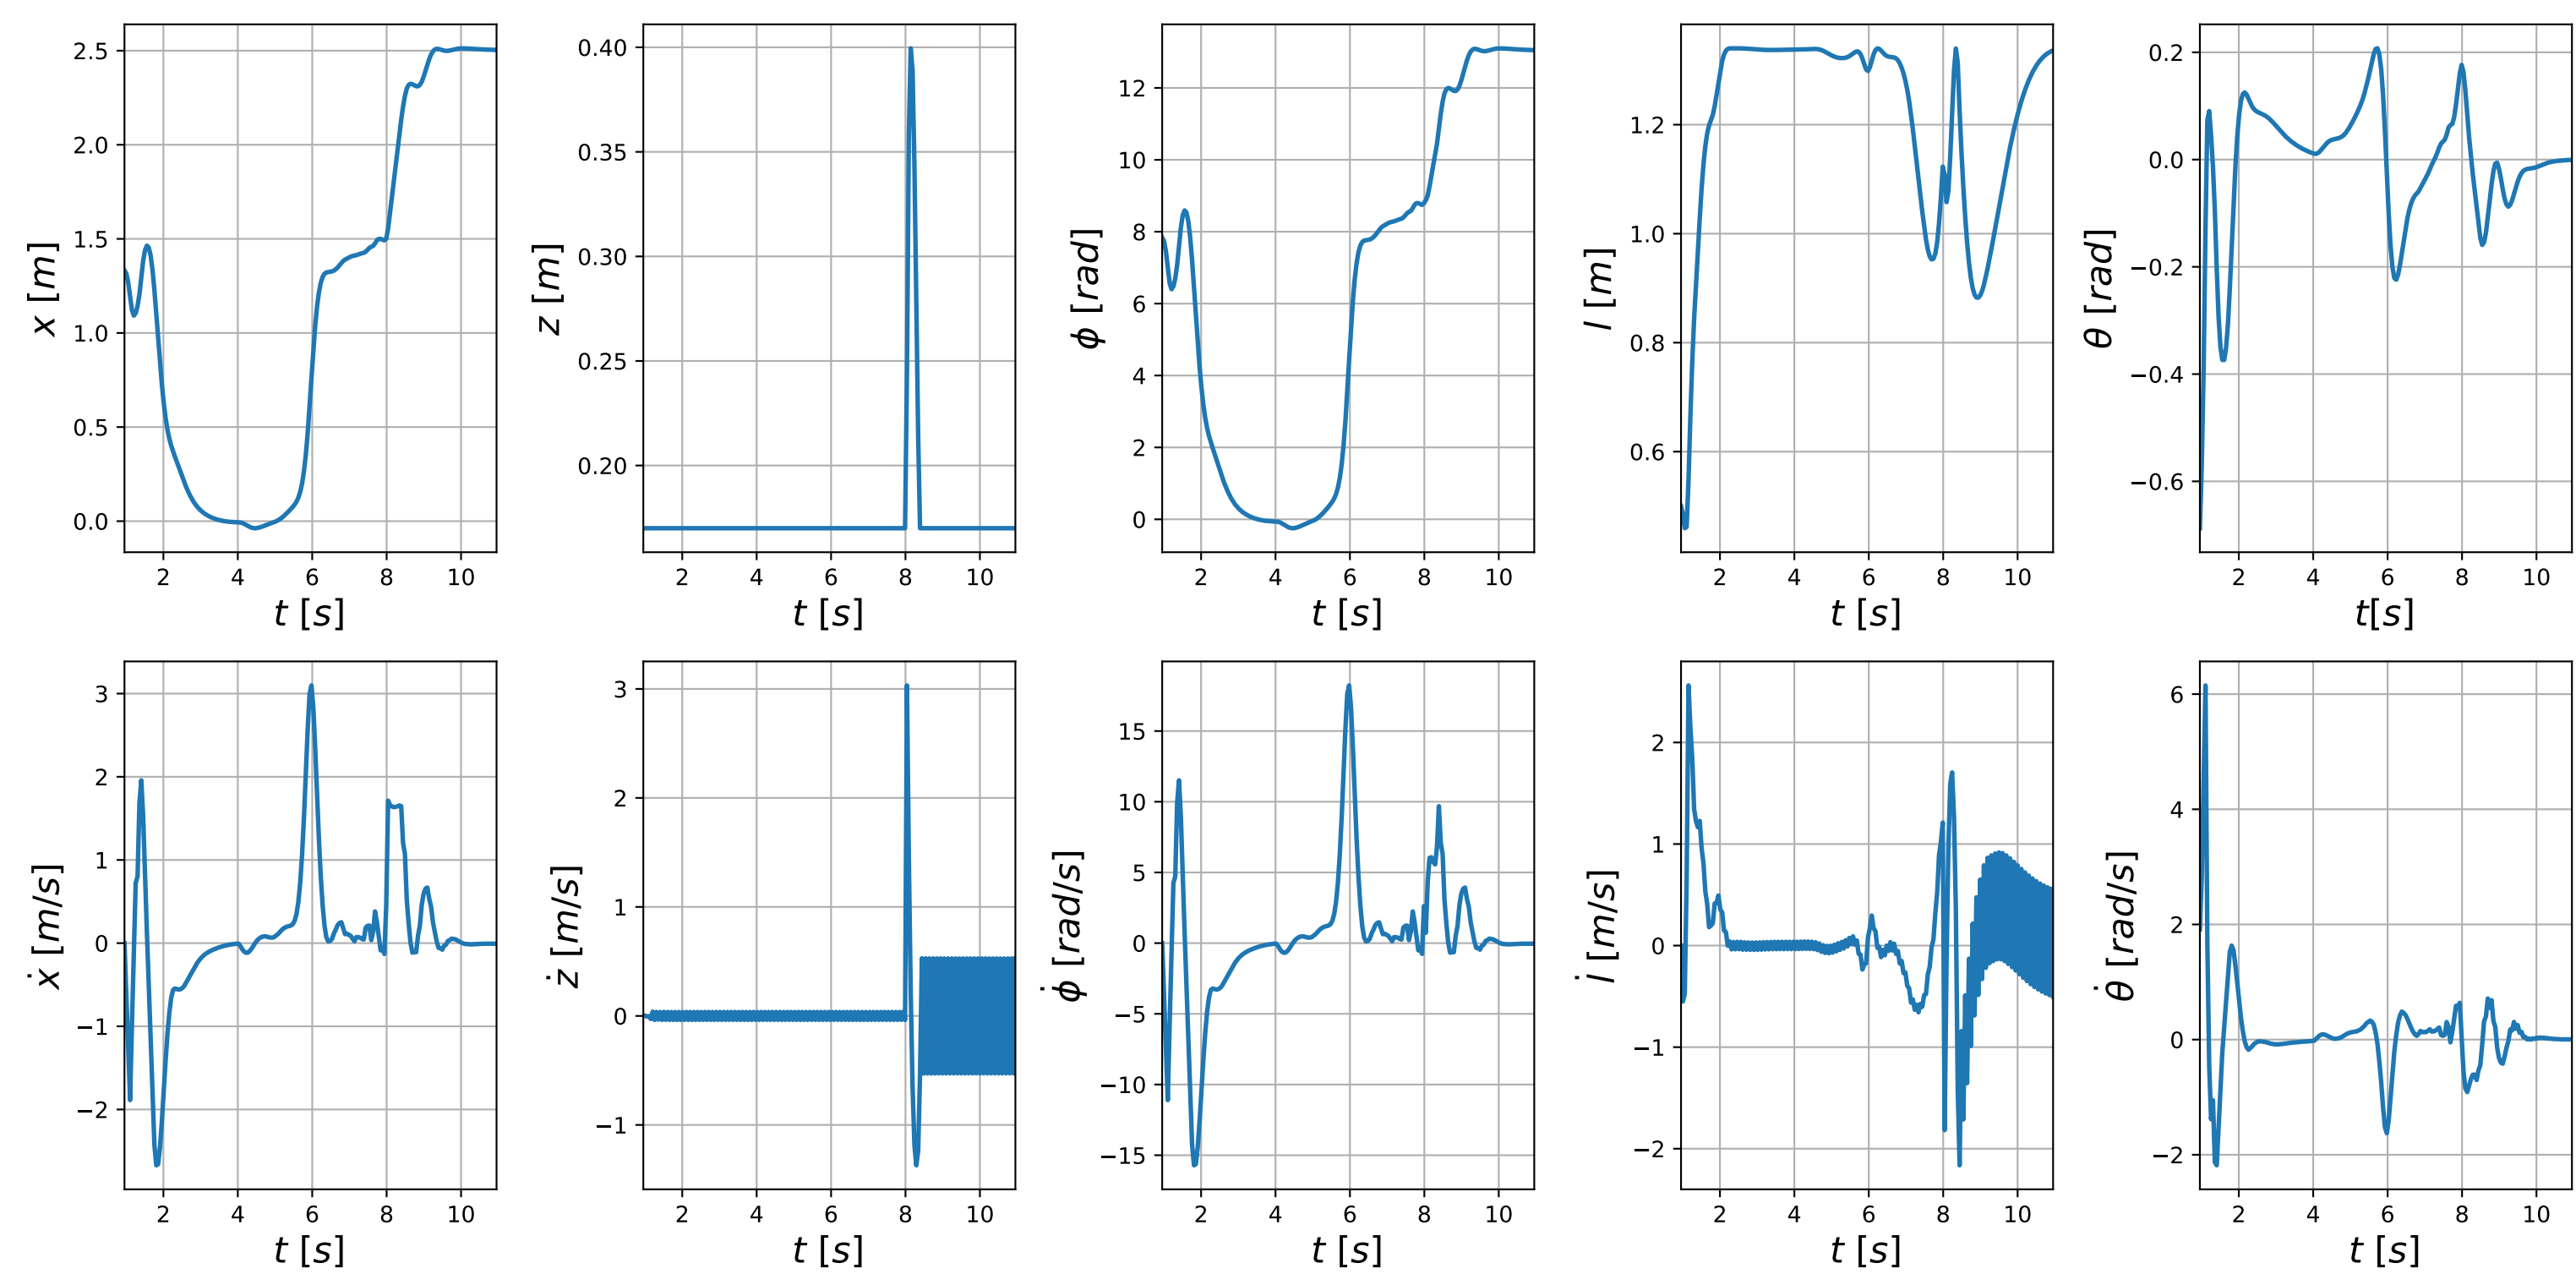 x [m]
2.5
2.0
1.5
1.0
0.5
0.0
2 4 6 8 10
t [s]
z [m]
0.40
0.35
0.30
0.25
0.20
2 4 6 8 10
t [s]
ϕ [rad]
12
10
8
6
4
2
0
2 4 6 8 10
t [s]
l [m]
1.2
1.0
0.8
0.6
2 4 6 8 10
t [s]
θ [rad]
0.2
0.0
−0.2
−0.4
−0.6
2 4 6 8 10
t[s]
ẋ [m/s]
3
2
1
0
−1
−2
2 4 6 8 10
t [s]
ż [m/s]
3
2
1
0
−1
2 4 6 8 10
t [s]
ϕ̇ [rad/s]
15
10
5
0
−5
−10
−15
2 4 6 8 10
t [s]
l̇ [m/s]
2
1
0
−1
−2
2 4 6 8 10
t [s]
θ̇ [rad/s]
6
4
2
0
−2
2 4 6 8 10
t [s]